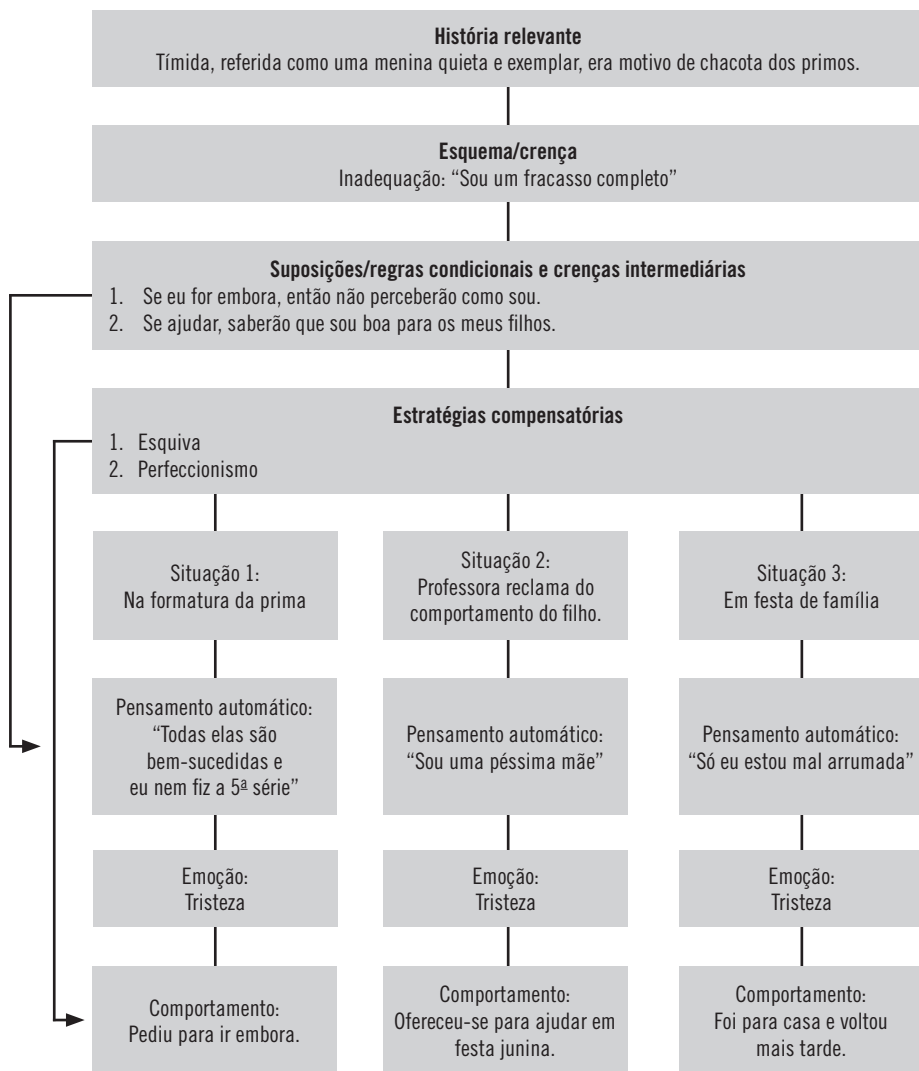 História relevante
Tímida, referida como uma menina quieta e exemplar, era motivo de chacota dos primos.
Esquema/crença
Inadequação: “Sou um fracasso completo”
Suposições/regras condicionais e crenças intermediárias
1. Se eu for embora, então não perceberão como sou.
2. Se ajudar, saberão que sou boa para os meus filhos.
Estratégias compensatórias
1. Esquiva
2. Perfeccionismo
Situação 1:
Na formatura da prima
Pensamento automático:
“Todas elas são
bem-sucedidas e
eu nem fiz a 5ª série”
Emoção:
Tristeza
Comportamento:
Pediu para ir embora.
Situação 2:
Professora reclama do
comportamento do filho.
Pensamento automático:
“Sou uma péssima mãe”
Emoção:
Tristeza
Comportamento:
Ofereceu-se para ajudar em
festa junina.
Situação 3:
Em festa de família
Pensamento automático:
“Só eu estou mal arrumada”
Emoção:
Tristeza
Comportamento:
Foi para casa e voltou
mais tarde.